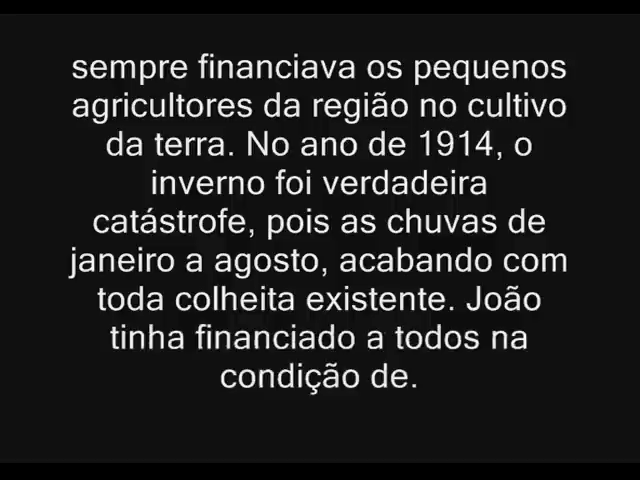 sempre financiava os pequenos
agricultores da região no cultivo
da terra. No ano de 1914, o
inverno foi verdadeira
catástrofe, pois as chuvas de
janeiro a agosto, acabando com
toda colheita existente. João
tinha financiado a todos na
condição de.